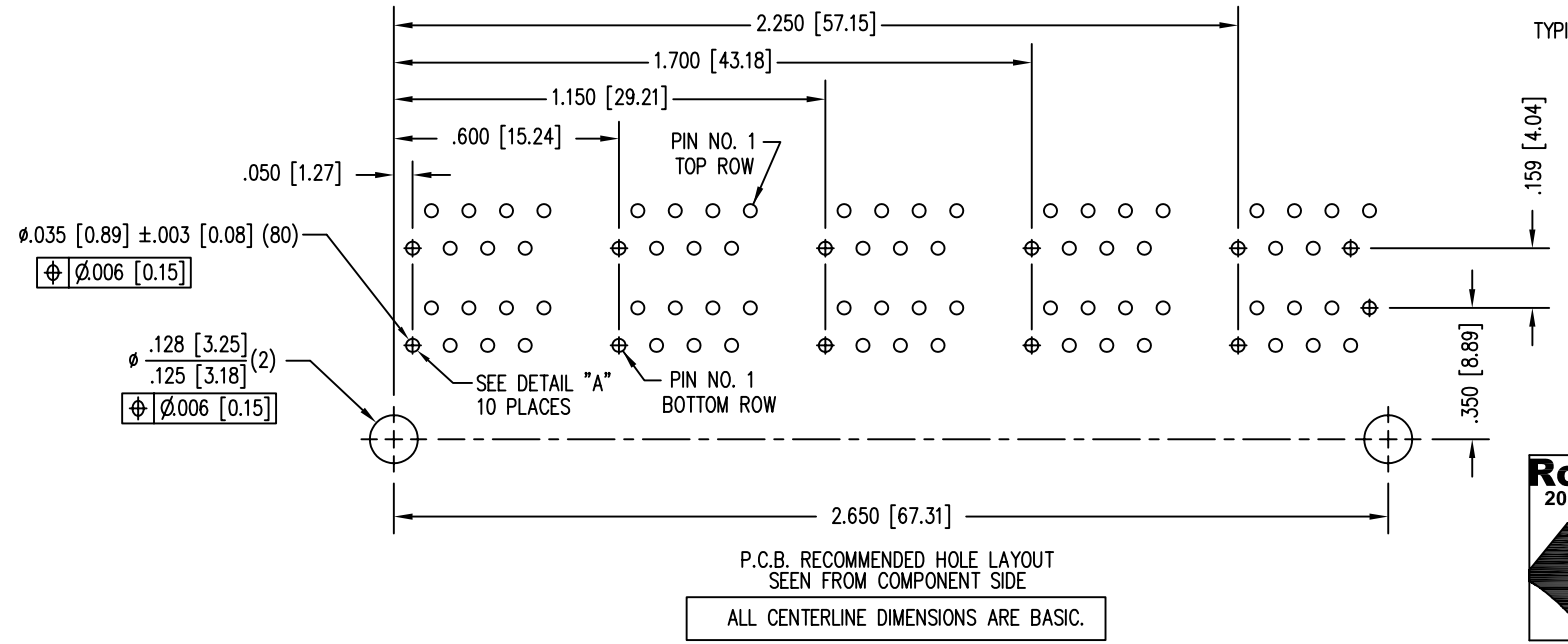 2.250 [57.15]
TYPI
1.700 [43.18]
1.150 [29.21]
.600 [15.24]
PIN NO. 1
TOP ROW
.159 [4.04]
.050 [1.27]
ø.035 [0.89] ±.003 [0.08] (80)
⌖ Ø.006 [0.15]
ø .128 [3.25]
.125 [3.18] (2)
⌖ Ø.006 [0.15]
SEE DETAIL "A"
10 PLACES
PIN NO. 1
BOTTOM ROW
.350 [8.89]
Ro
20
2.650 [67.31]
P.C.B. RECOMMENDED HOLE LAYOUT
SEEN FROM COMPONENT SIDE
ALL CENTERLINE DIMENSIONS ARE BASIC.